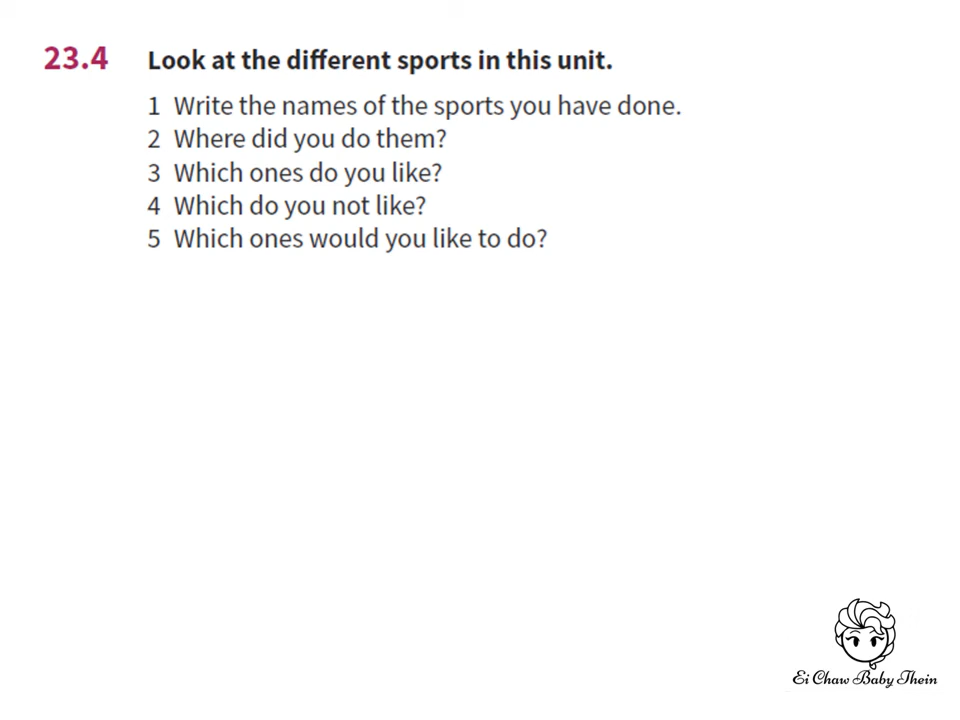 23.4 Look at the different sports in this unit.
1 Write the names of the sports you have done.
2 Where did you do them?
3 Which ones do you like?
4 Which do you not like?
5 Which ones would you like to do?
Ei Chaw Baby Thein